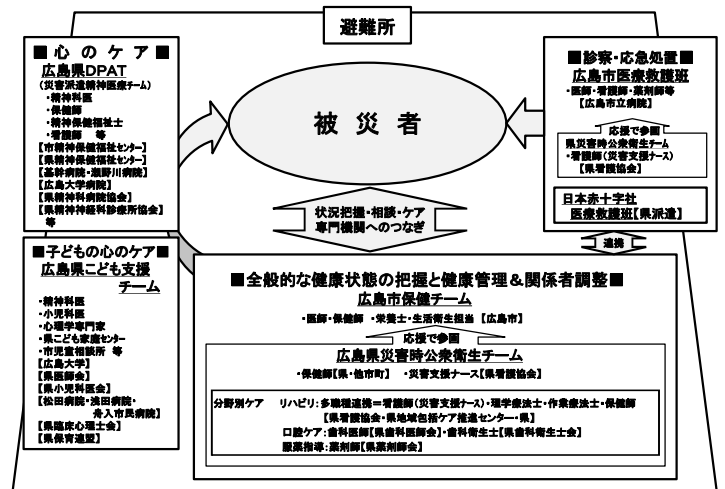 避難所
■心のケア■
広島県DPAT
(災害派遣精神医療チーム)
・精神科医
・保健師
・精神保健福祉士
・看護師 等
【市精神保健福祉センター】
【県精神保健福祉センター】
【基幹病院・瀬野川病院】
【広島大学病院】
【県精神科病院協会】
【県精神神経科診療所協会】
等
被災者
■診察・応急処置■
広島市医療救護班
・医師・看護師・薬剤師等
【広島市立病院】
応援で参画
県災害時公衆衛生チーム
・看護師(災害支援ナース)
【県看護協会】
日本赤十字社
医療救護班【県派遣】
連携
状況把握・相談・ケア
専門機関へのつなぎ
■子どもの心のケア■
広島県こども支援
チーム
・精神科医
・小児科医
・心理学専門家
・県こども家庭センター
・市児童相談所 等
【広島大学】
【県医師会】
【県小児科医会】
【松田病院・浅田病院・
舟入市民病院】
【県臨床心理士会】
【県保育連盟】
■全般的な健康状態の把握と健康管理&関係者調整■
広島市保健チーム
・医師・保健師 ・栄養士・生活衛生担当 【広島市】
応援で参画
広島県災害時公衆衛生チーム
・保健師【県・他市町】 ・災害支援ナース【県看護協会】
分野別ケア リハビリ:多職種連携=看護師(災害支援ナース)・理学療法士・作業療法士・保健師
【県看護協会・県地域包括ケア推進センター・県】
口腔ケア:歯科医師【県歯科医師会】・歯科衛生士【県歯科衛生士会】
服薬指導:薬剤師【県薬剤師会】